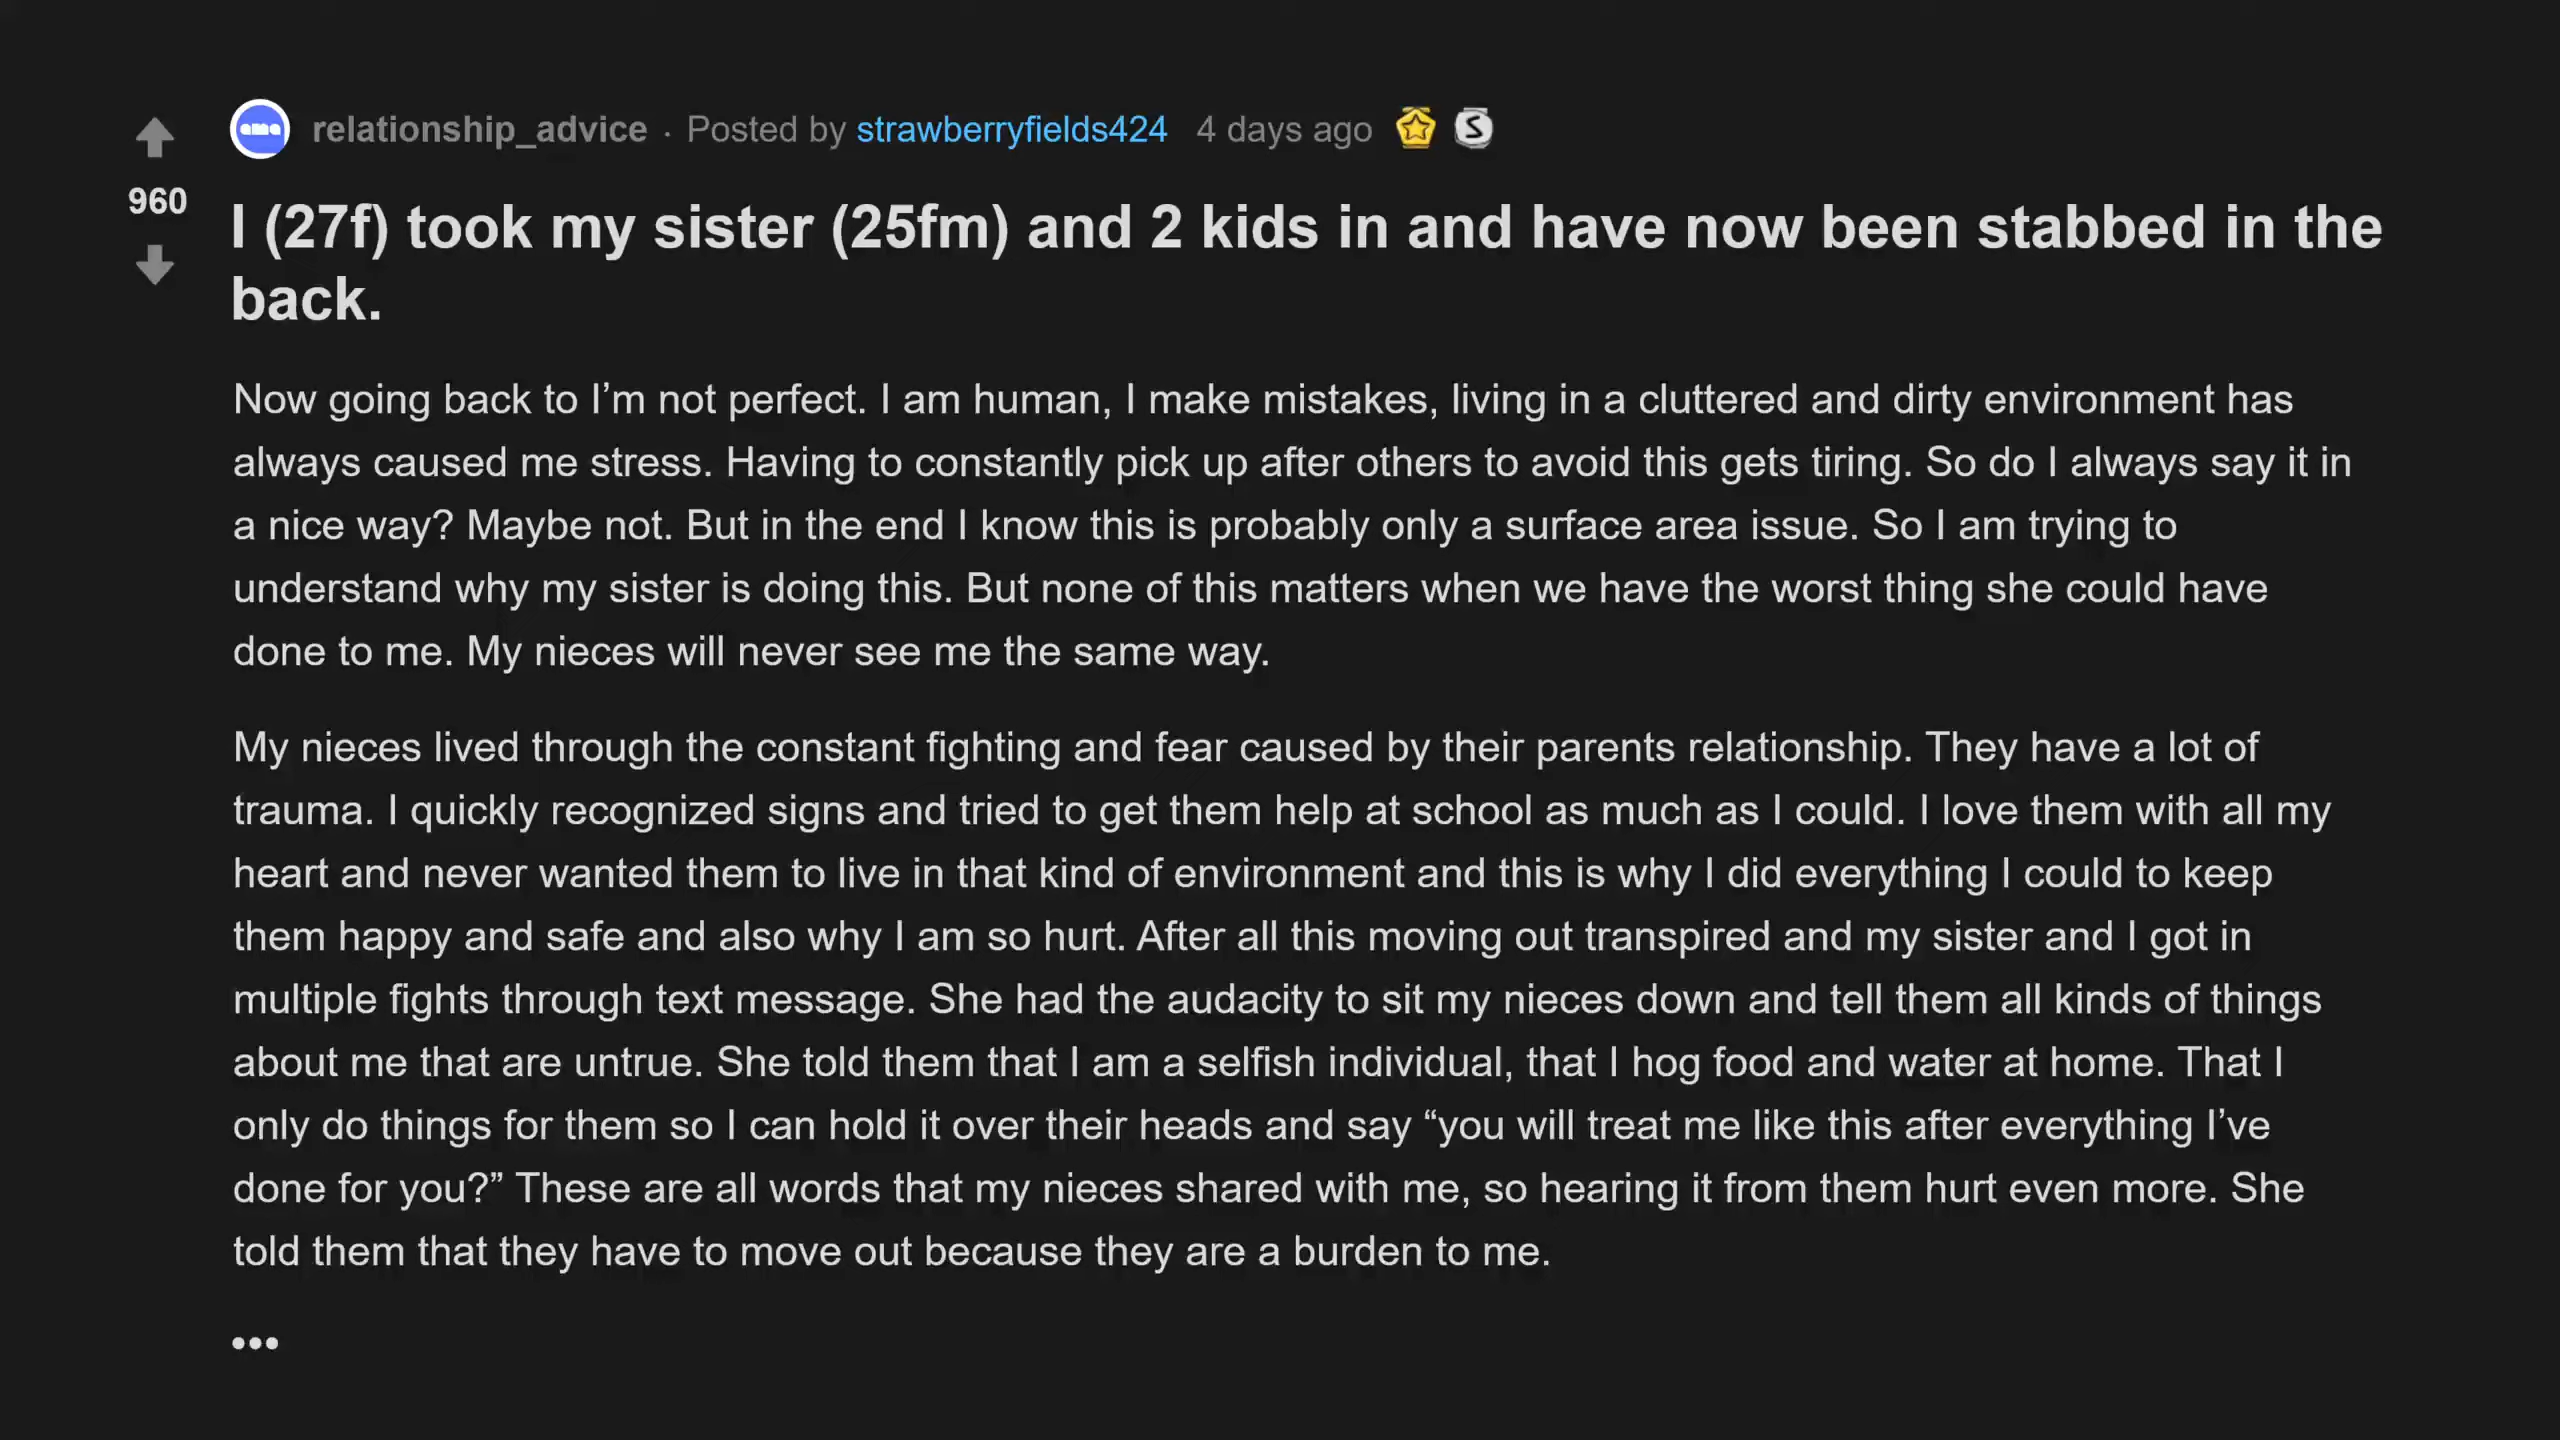 relationship_advice · Posted by strawberryfields424 4 days ago
960
I (27f) took my sister (25fm) and 2 kids in and have now been stabbed in the
back.
Now going back to I’m not perfect. I am human, I make mistakes, living in a cluttered and dirty environment has
always caused me stress. Having to constantly pick up after others to avoid this gets tiring. So do I always say it in
a nice way? Maybe not. But in the end I know this is probably only a surface area issue. So I am trying to
understand why my sister is doing this. But none of this matters when we have the worst thing she could have
done to me. My nieces will never see me the same way.
My nieces lived through the constant fighting and fear caused by their parents relationship. They have a lot of
trauma. I quickly recognized signs and tried to get them help at school as much as I could. I love them with all my
heart and never wanted them to live in that kind of environment and this is why I did everything I could to keep
them happy and safe and also why I am so hurt. After all this moving out transpired and my sister and I got in
multiple fights through text message. She had the audacity to sit my nieces down and tell them all kinds of things
about me that are untrue. She told them that I am a selfish individual, that I hog food and water at home. That I
only do things for them so I can hold it over their heads and say “you will treat me like this after everything I’ve
done for you?” These are all words that my nieces shared with me, so hearing it from them hurt even more. She
told them that they have to move out because they are a burden to me.
•••